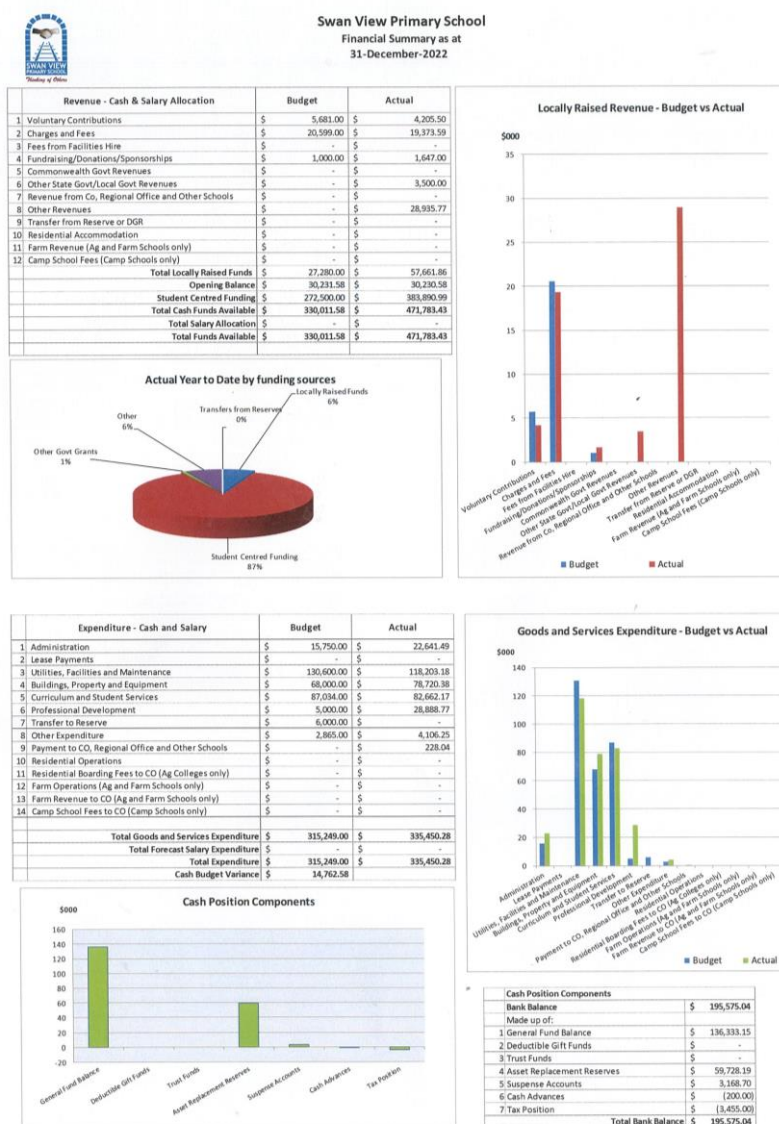 Swan View Primary School
Financial Summary as at
31-December-2022
SWAN VIEW
PRIMARY SCHOOL
Thinking of Others
Revenue - Cash & Salary Allocation Budget Actual
1 Voluntary Contributions $ 5,681.00 $ 4,205.50
2 Charges and Fees $ 20,599.00 $ 19,373.59
3 Fees from Facilities Hire $ - $ -
4 Fundraising/Donations/Sponsorships $ 1,000.00 $ 1,647.00
5 Commonwealth Govt Revenues $ - $ -
6 Other State Govt/Local Govt Revenues $ - $ 3,500.00
7 Revenue from Co, Regional Office and Other Schools $ - $ -
8 Other Revenues $ - $ 28,935.77
9 Transfer from Reserve or DGR $ - $ -
10 Residential Accommodation $ - $ -
11 Farm Revenue (Ag and Farm Schools only) $ - $ -
12 Camp School Fees (Camp Schools only) $ - $ -
Total Locally Raised Funds $ 27,280.00 $ 57,661.86
Opening Balance $ 30,231.58 $ 30,230.58
Student Centred Funding $ 272,500.00 $ 383,890.99
Total Cash Funds Available $ 330,011.58 $ 471,783.43
Total Salary Allocation $ - $ -
Total Funds Available $ 330,011.58 $ 471,783.43
Locally Raised Revenue - Budget vs Actual
$000
35
30
25
20
15
10
5
0
Voluntary Contributions
Charges and Fees
Fees from Facilities Hire
Fundraising/Donations/Sponsorships
Commonwealth Govt Revenues
Other State Govt/Local Govt Revenues
Revenue from Co, Regional Office and Other Schools
Other Revenues
Transfer from Reserve or DGR
Residential Accommodation
Farm Revenue (Ag and Farm Schools only)
Camp School Fees (Camp Schools only)
Budget Actual
Actual Year to Date by funding sources
Locally Raised Funds
6%
Transfers from Reserves
0%
Other
6%
Other Govt Grants
1%
Student Centred Funding
87%
Expenditure - Cash and Salary Budget Actual
1 Administration $ 15,750.00 $ 22,641.49
2 Lease Payments $ - $ -
3 Utilities, Facilities and Maintenance $ 130,600.00 $ 118,203.18
4 Buildings, Property and Equipment $ 68,000.00 $ 78,720.38
5 Curriculum and Student Services $ 87,034.00 $ 82,662.17
6 Professional Development $ 5,000.00 $ 28,888.77
7 Transfer to Reserve $ 6,000.00 $ -
8 Other Expenditure $ 2,865.00 $ 4,106.25
9 Payment to CO, Regional Office and Other Schools $ - $ 228.04
10 Residential Operations $ - $ -
11 Residential Boarding Fees to CO (Ag Colleges only) $ - $ -
12 Farm Operations (Ag and Farm Schools only) $ - $ -
13 Farm Revenue to CO (Ag and Farm Schools only) $ - $ -
14 Camp School Fees to CO (Camp Schools only) $ - $ -
Total Goods and Services Expenditure $ 315,249.00 $ 335,450.28
Total Forecast Salary Expenditure $ - $ -
Total Expenditure $ 315,249.00 $ 335,450.28
Cash Budget Variance $ 14,762.58
Goods and Services Expenditure - Budget vs Actual
$000
140
120
100
80
60
40
20
0
Administration
Lease Payments
Utilities, Facilities and Maintenance
Buildings, Property and Equipment
Curriculum and Student Services
Professional Development
Transfer to Reserve
Other Expenditure
Payment to CO, Regional Office and Other Schools
Residential Operations
Residential Boarding Fees to CO (Ag Colleges only)
Farm Operations (Ag and Farm Schools only)
Farm Revenue to CO (Ag and Farm Schools only)
Camp School Fees to CO (Camp Schools only)
Budget Actual
Cash Position Components
$000
160
140
120
100
80
60
40
20
0
-20
General Fund Balance
Deductible Gift Funds
Trust Funds
Asset Replacement Reserves
Suspense Accounts
Cash Advances
Tax Position
Cash Position Components
Bank Balance $ 195,575.04
Made up of:
1 General Fund Balance $ 136,333.15
2 Deductible Gift Funds $ -
3 Trust Funds $ -
4 Asset Replacement Reserves $ 59,728.19
5 Suspense Accounts $ 3,168.70
6 Cash Advances $ (200.00)
7 Tax Position $ (3,455.00)
Total Bank Balance $ 195,575.04